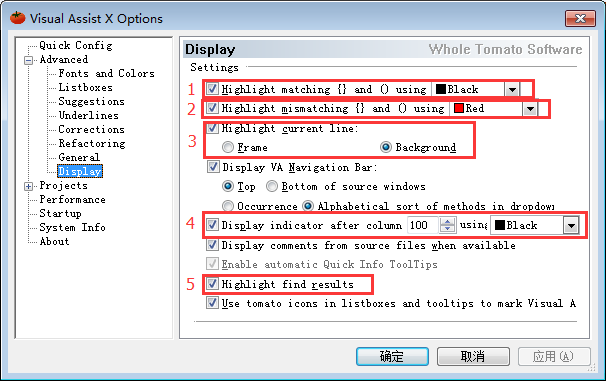 Visual Assist X Options
Quick Config
Advanced
Fonts and Colors
Listboxes
Suggestions
Underlines
Corrections
Refactoring
General
Display
Projects
Performance
Startup
System Info
About
Display Whole Tomato Software
Settings
1 Highlight matching {} and () using Black
2 Highlight mismatching {} and () using Red
3 Highlight current line:
Frame Background
Display VA Navigation Bar:
Top Bottom of source windows
Occurrence Alphabetical sort of methods in dropdow
4 Display indicator after column 100 using Black
Display comments from source files when available
Enable automatic Quick Info ToolTips
5 Highlight find results
Use tomato icons in listboxes and tooltips to mark Visual A
确定 取消 应用(A)